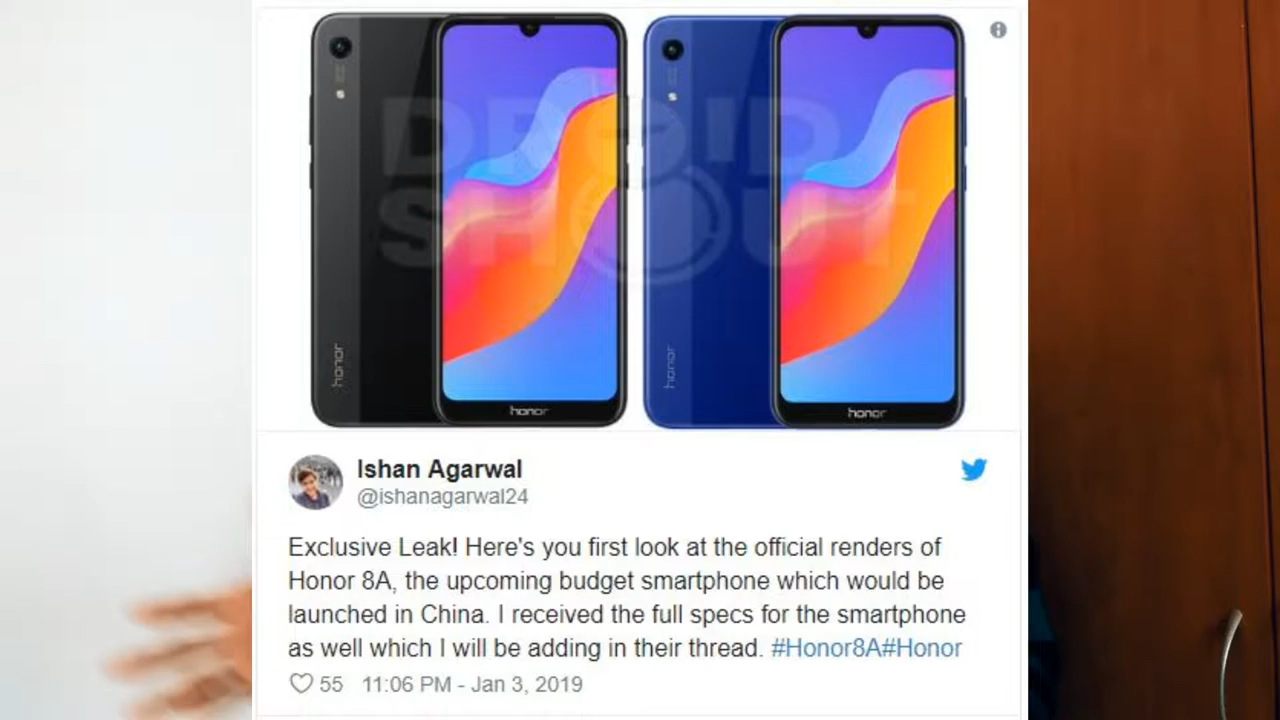 DROID
SHOUT
honor
honor
honor
honor
Ishan Agarwal
@ishanagarwal24
Exclusive Leak! Here's you first look at the official renders of
Honor 8A, the upcoming budget smartphone which would be
launched in China. I received the full specs for the smartphone
as well which I will be adding in their thread. #Honor8A#Honor
55 11:06 PM - Jan 3, 2019